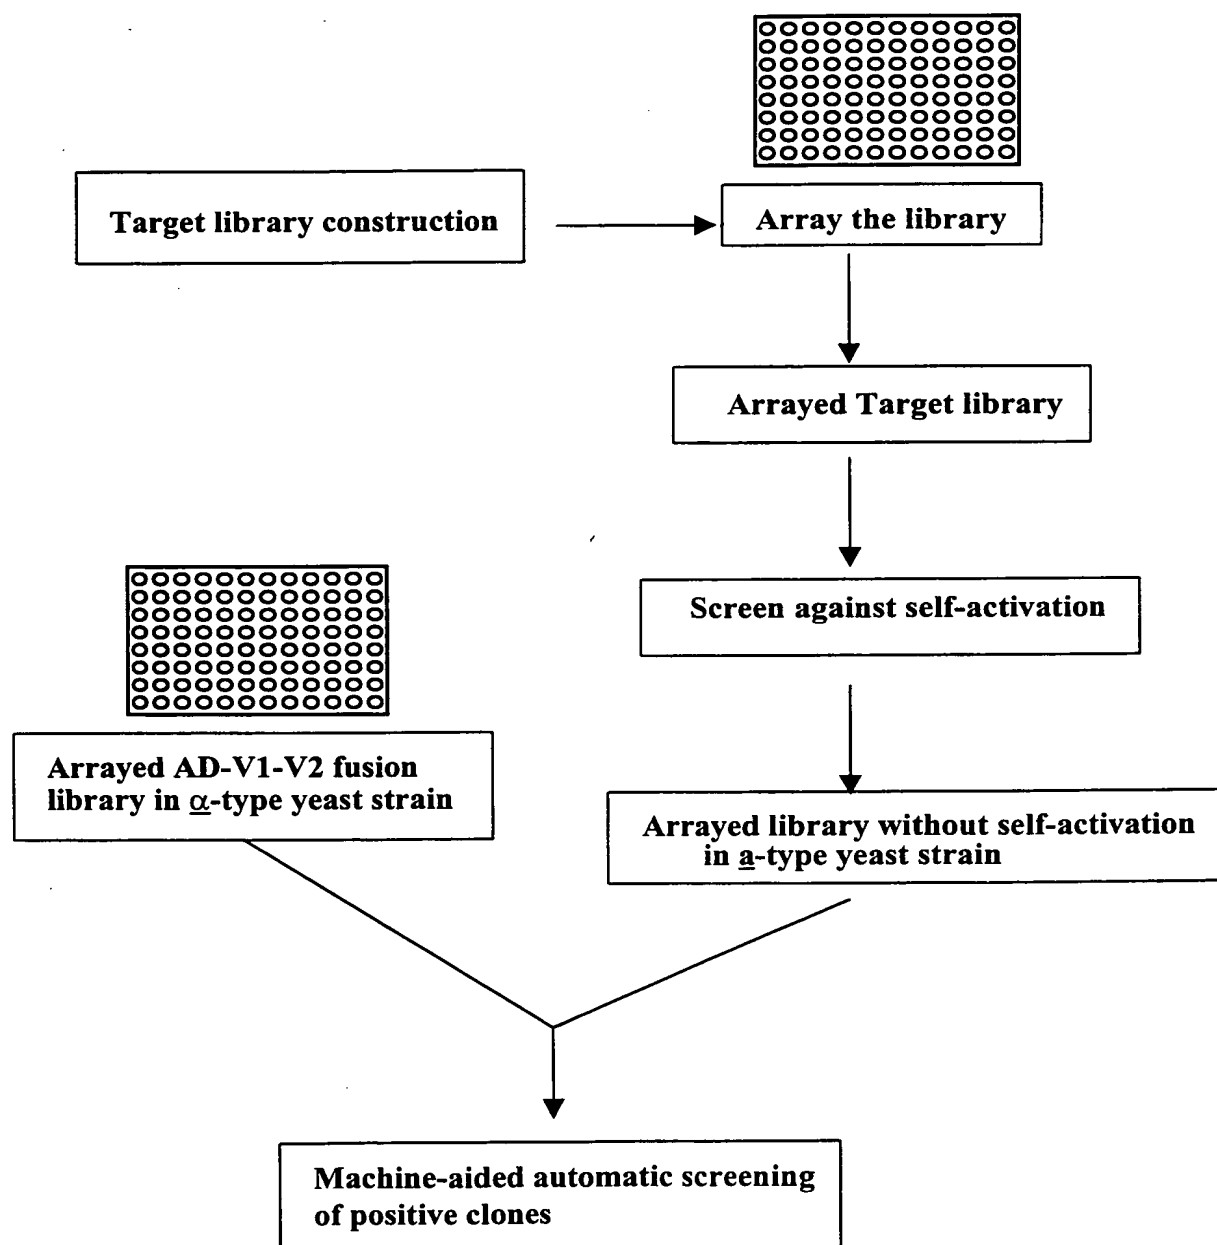 Target library construction
Array the library
Arrayed Target library
Screen against self-activation
Arrayed AD-V1-V2 fusion
library in α-type yeast strain
Arrayed library without self-activation
in a-type yeast strain
Machine-aided automatic screening
of positive clones